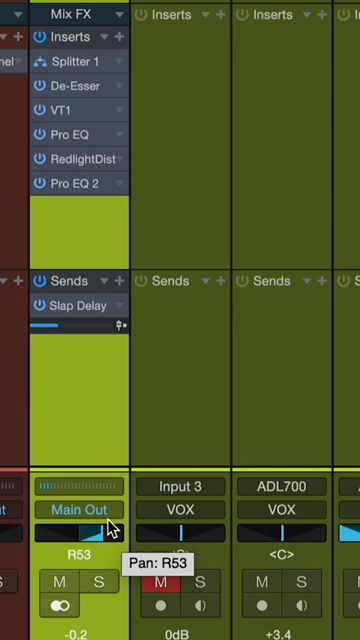 Mix FX
Inserts
Inserts
Inserts
nel
Splitter 1
De-Esser
VT1
Pro EQ
RedlightDist
Pro EQ 2
Sends
Sends
Sends
Slap Delay
Input 3
ADL700
Main Out
VOX
VOX
R53
<C>
Pan: R53
M
S
M
S
M
S
-0.2
0dB
+3.4